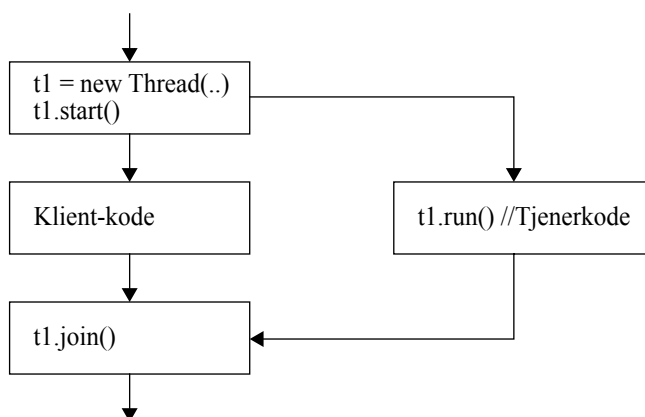 t1 = new Thread(..)
t1.start()
Klient-kode
t1.run() //Tjenerkode
t1.join()